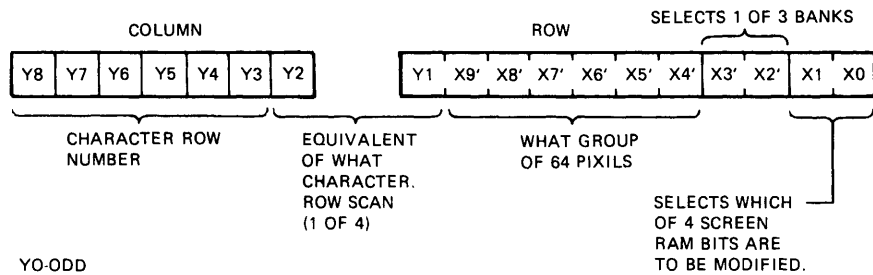 SELECTS 1 OF 3 BANKS
COLUMN
ROW
Y8 Y7 Y6 Y5 Y4 Y3 Y2
Y1 X9' X8' X7' X6' X5' X4' X3' X2' X1 X0
CHARACTER ROW
NUMBER
EQUIVALENT
OF WHAT
CHARACTER.
ROW SCAN
(1 OF 4)
WHAT GROUP
OF 64 PIXILS
SELECTS WHICH
OF 4 SCREEN
RAM BITS ARE
TO BE MODIFIED.
YO-ODD